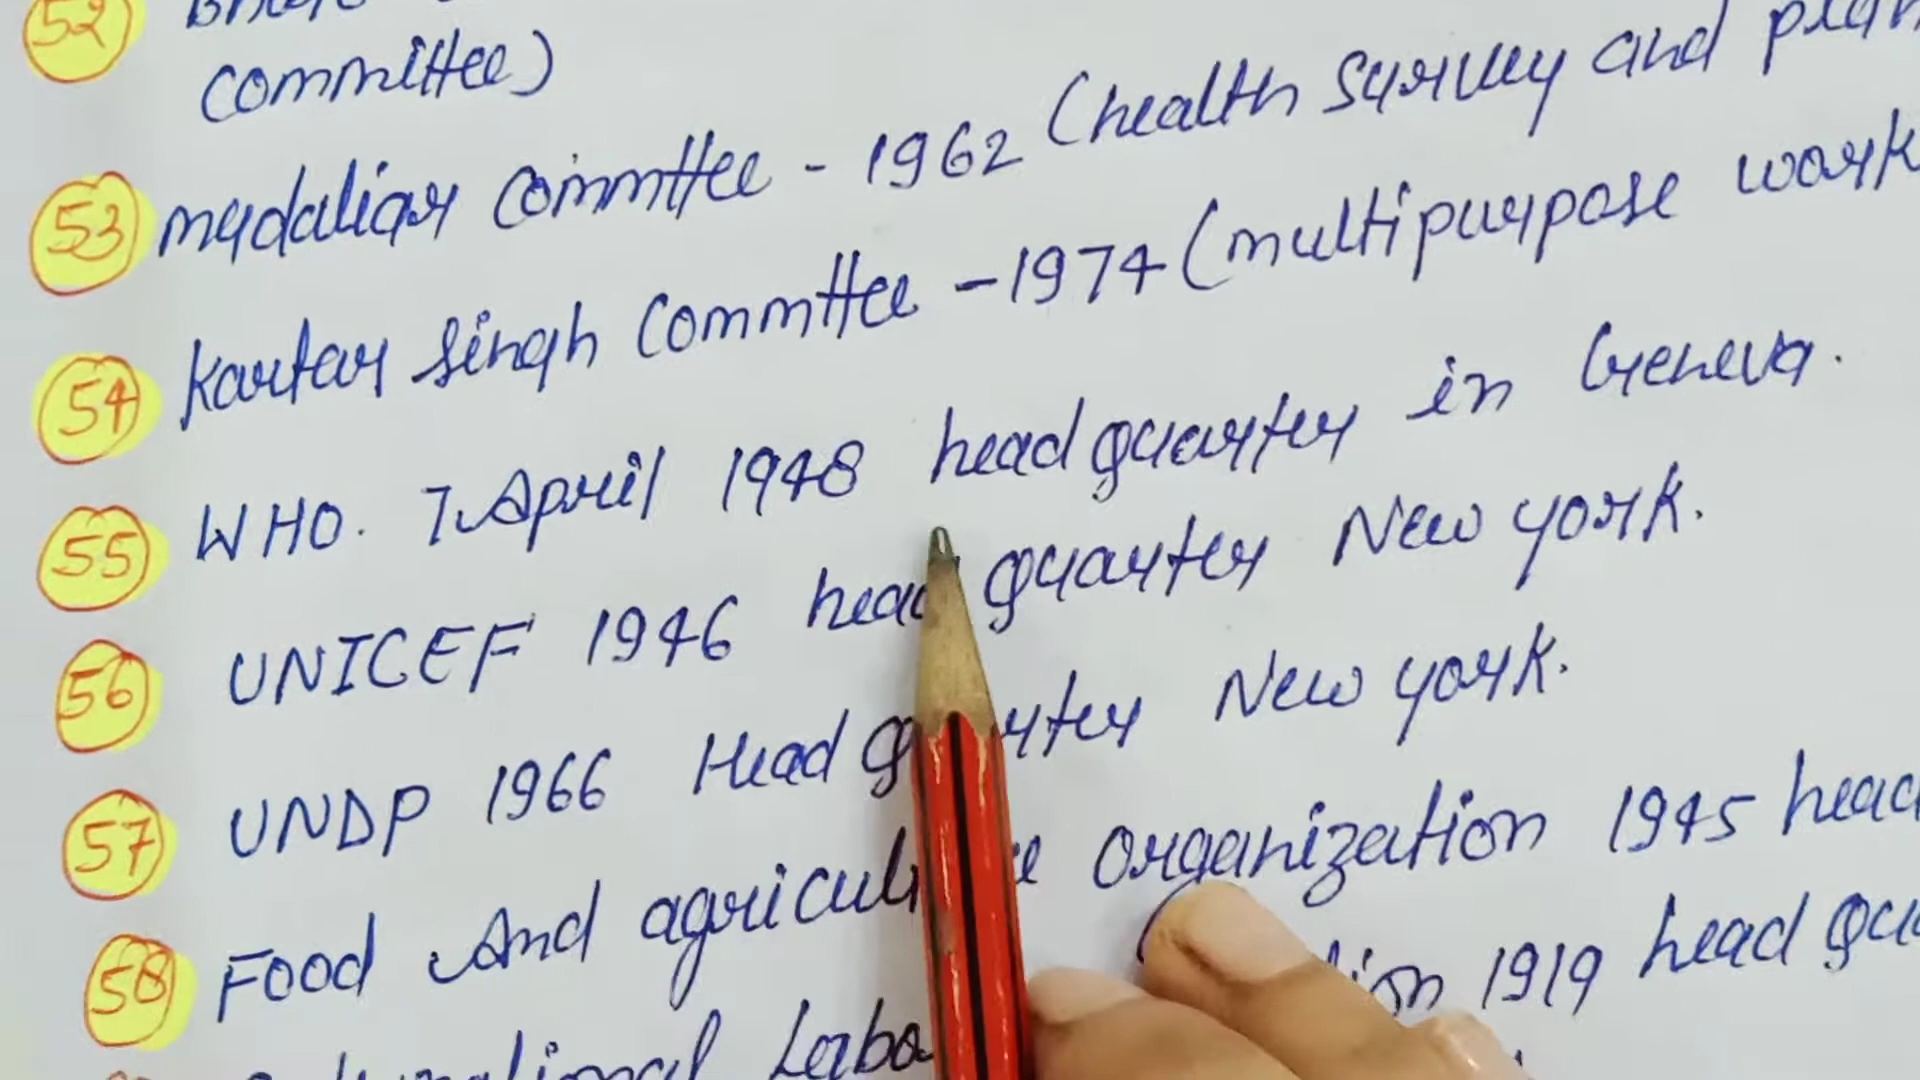 52
committee)
53 mudaliar committee - 1962 (health survey and
54 Kartar singh committee - 1974 (multipurpose work
55 WHO. 7 April 1948 head quarter in Geneva.
56 UNICEF 1946 head quarter New york.
57 UNDP 1966 Head New york.
58 Food And organization 1945 head
1919 head